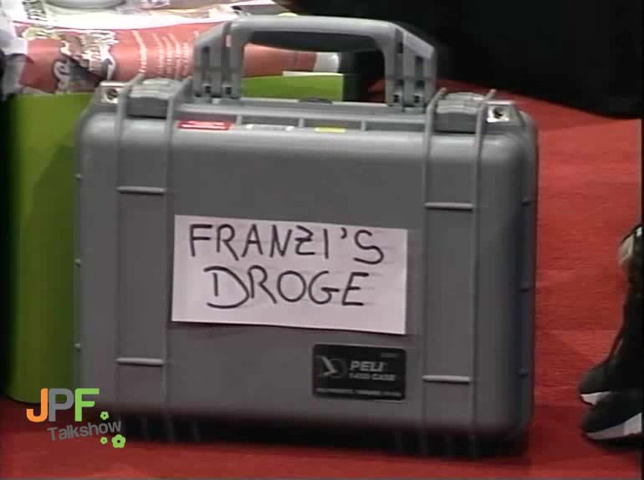 FRANZI'S
DROGE
PELI
JPF
Talkshow